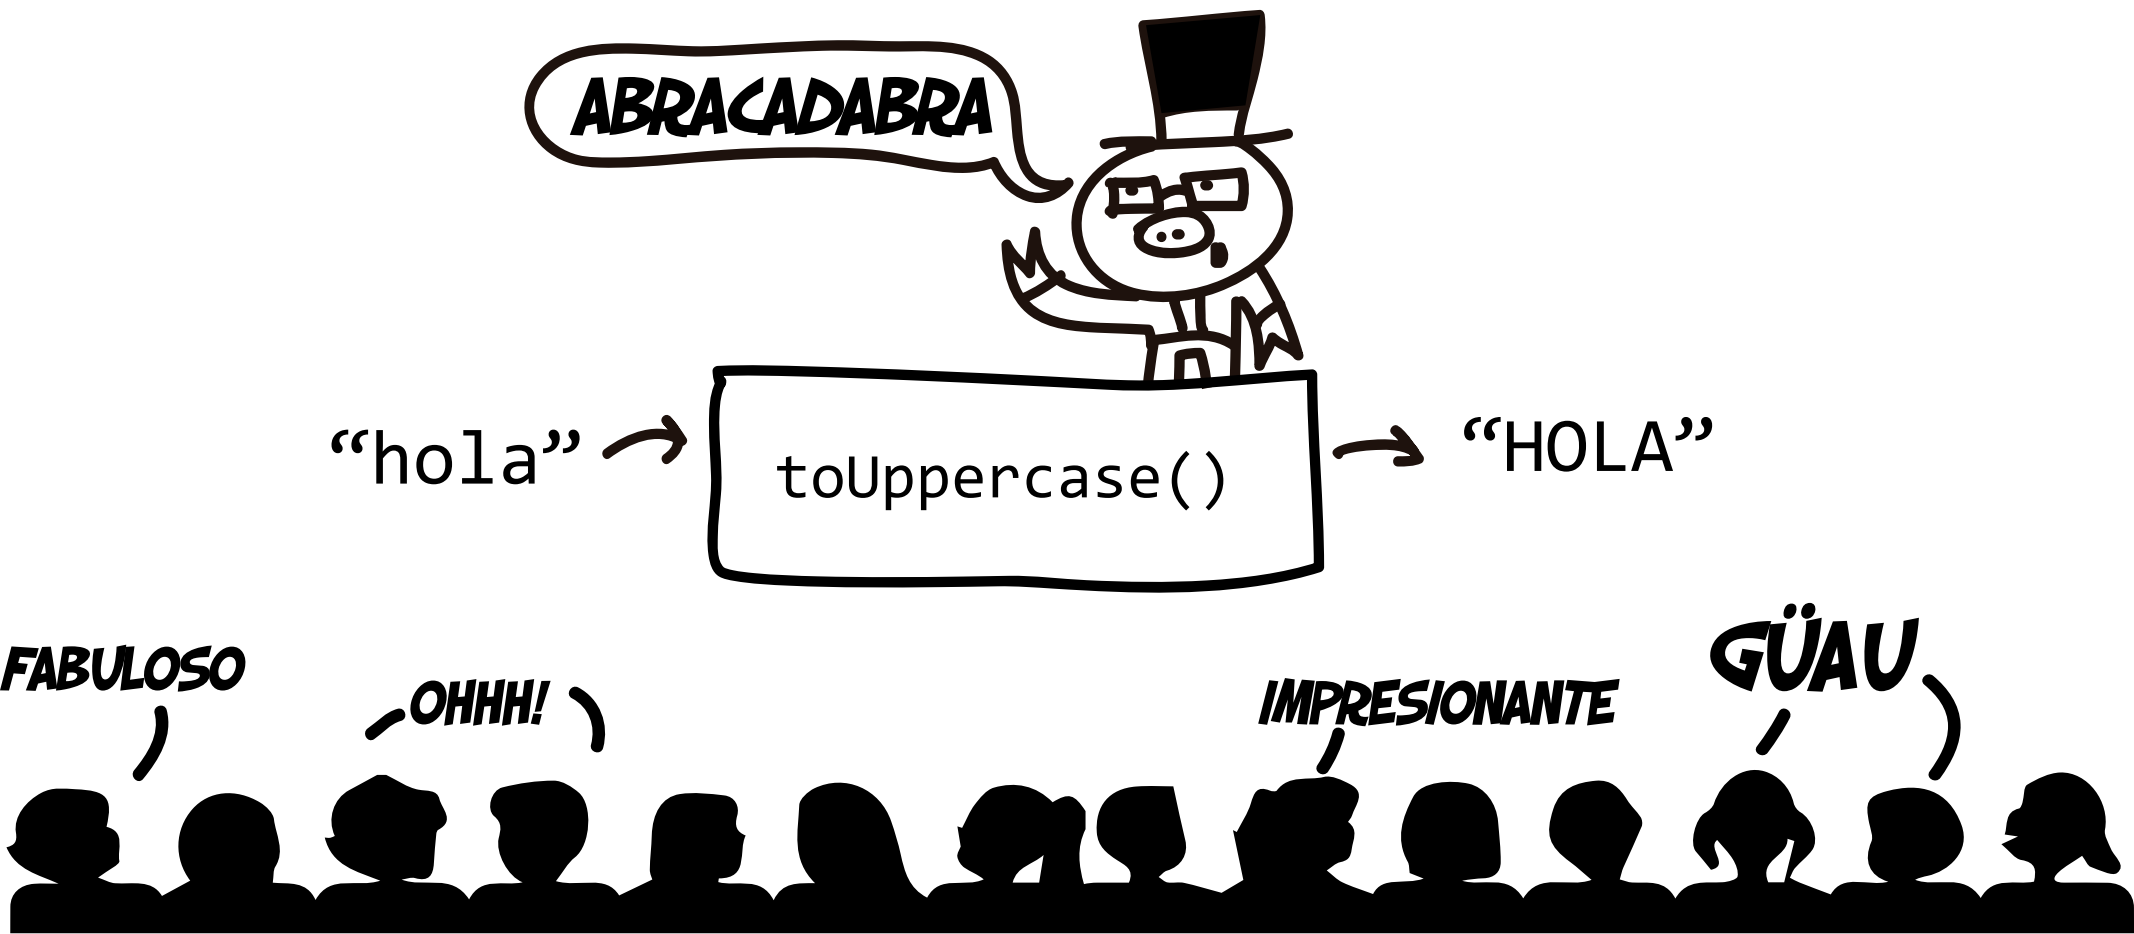 ABRACADABRA
“hola”
toUppercase()
“HOLA”
FABULOSO
OHHH!
IMPRESIONANTE
GÜAU